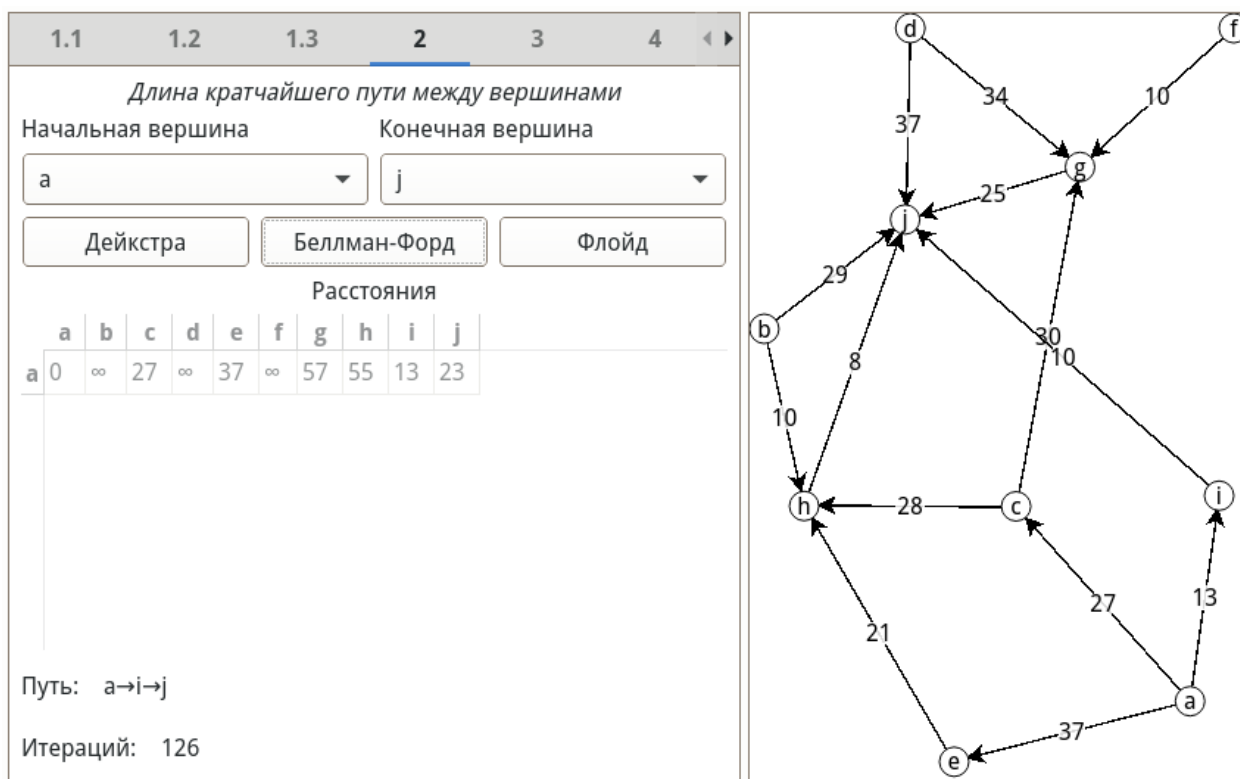 1.1 1.2 1.3 2 3 4
Длина кратчайшего пути между вершинами
Начальная вершина Конечная вершина
a j
Дейкстра Беллман-Форд Флойд
Расстояния
a b c d e f g h i j
a 0 ∞ 27 ∞ 37 ∞ 57 55 13 23
Путь: a→i→j
Итераций: 126
d f
34 10
37
g
25
j
29
b
30
8 10
10
i
h 28 c
27 13
21
a
37
e